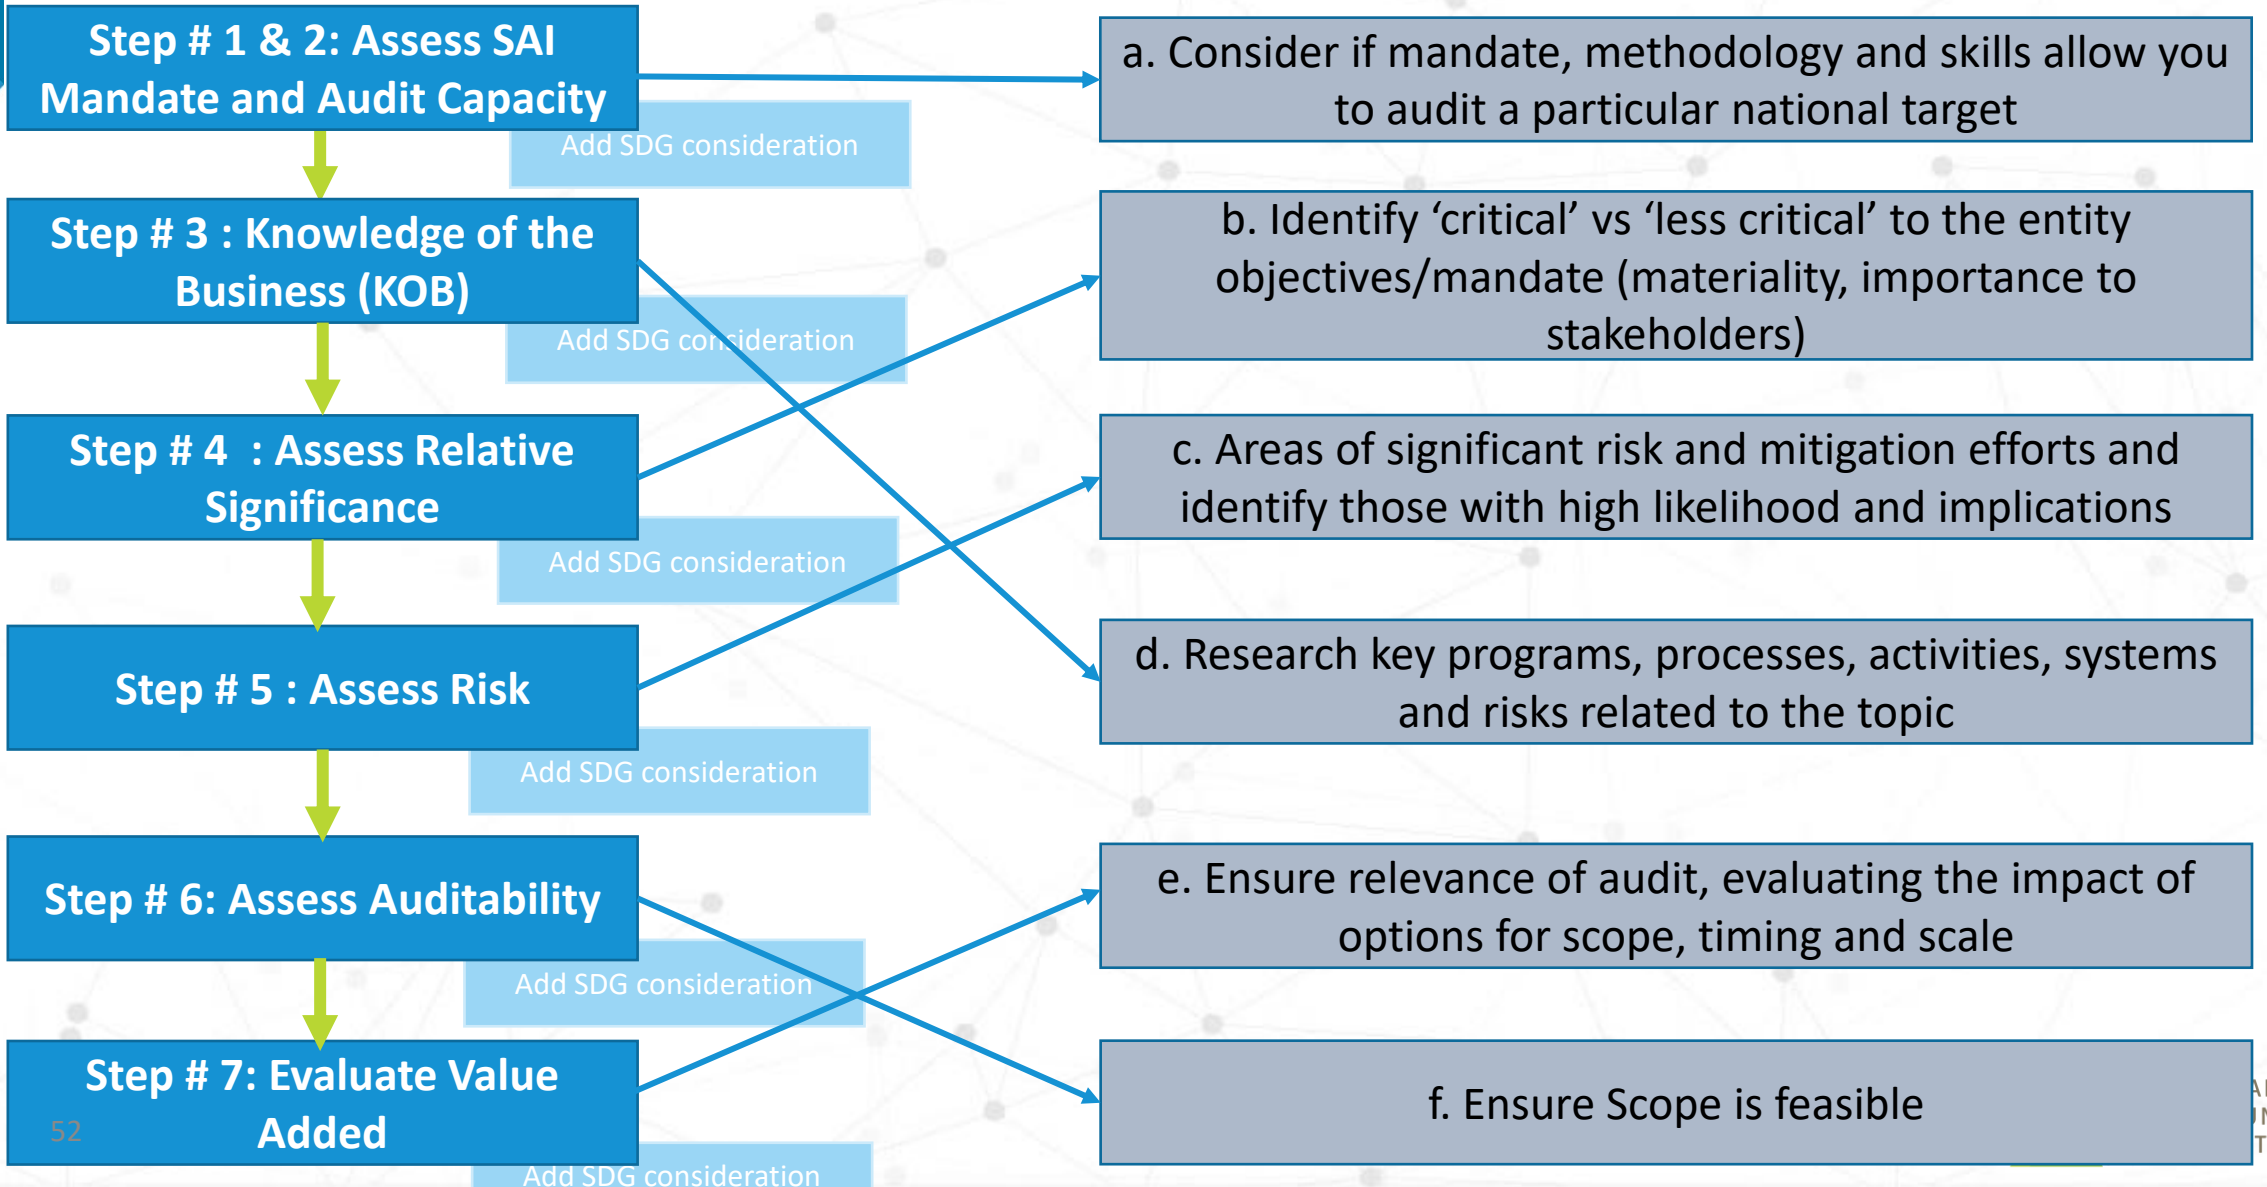 Step # 1 & 2: Assess SAI
Mandate and Audit Capacity
Add SDG consideration
Step # 3 : Knowledge of the
Business (KOB)
Add SDG consideration
Step # 4  : Assess Relative
Significance
Add SDG consideration
Step # 5 : Assess Risk
Add SDG consideration
Step # 6: Assess Auditability
Add SDG consideration
Step # 7: Evaluate Value
Added
52
Add SDG consideration
a. Consider if mandate, methodology and skills allow you
to audit a particular national target
b. Identify ‘critical’ vs ‘less critical’ to the entity
objectives/mandate (materiality, importance to
stakeholders)
c. Areas of significant risk and mitigation efforts and
identify those with high likelihood and implications
d. Research key programs, processes, activities, systems
and risks related to the topic
e. Ensure relevance of audit, evaluating the impact of
options for scope, timing and scale
f. Ensure Scope is feasible